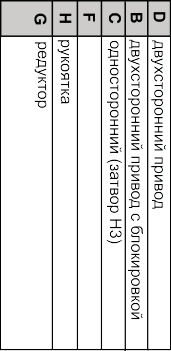 D двухсторонний привод
B двухсторонний привод с блокировкой
C односторонний (затвор НЗ)
F
H рукоятка
G редуктор